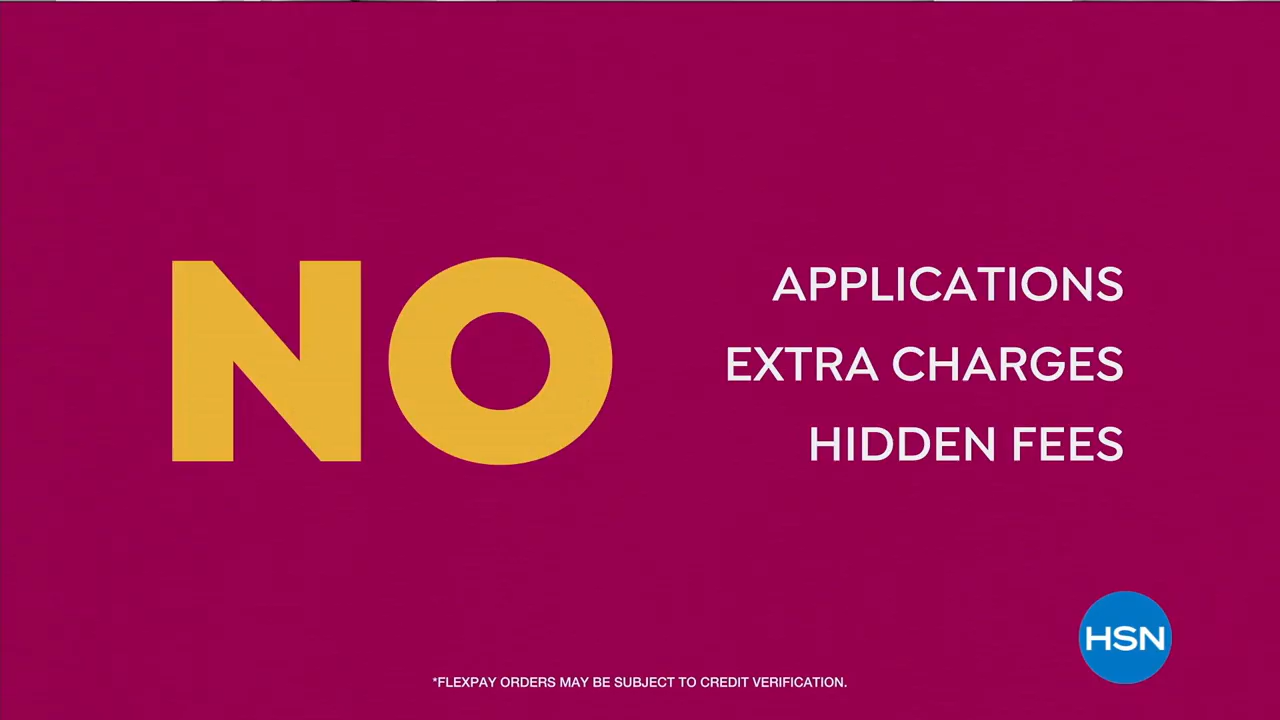 NO
APPLICATIONS
EXTRA CHARGES
HIDDEN FEES
HSN
*FLEXPAY ORDERS MAY BE SUBJECT TO CREDIT VERIFICATION.